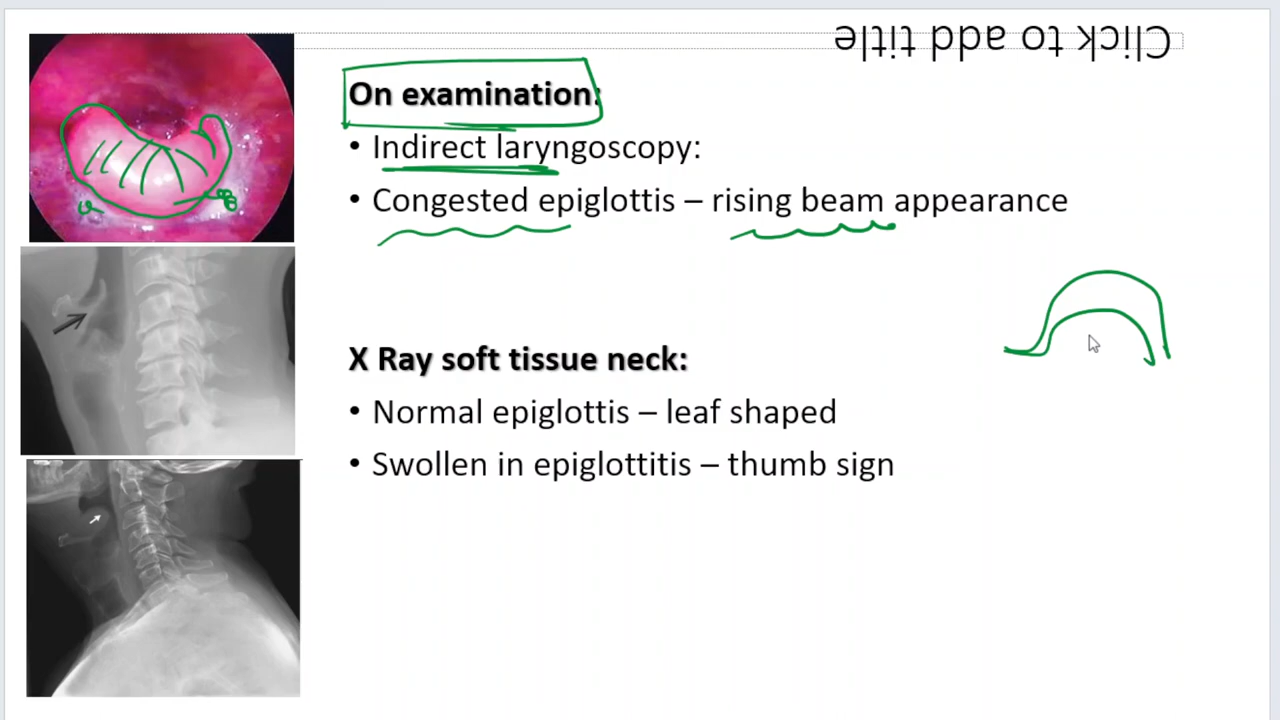 Click to add title
On examination:
• Indirect laryngoscopy:
• Congested epiglottis – rising beam appearance
X Ray soft tissue neck:
• Normal epiglottis – leaf shaped
• Swollen in epiglottitis – thumb sign